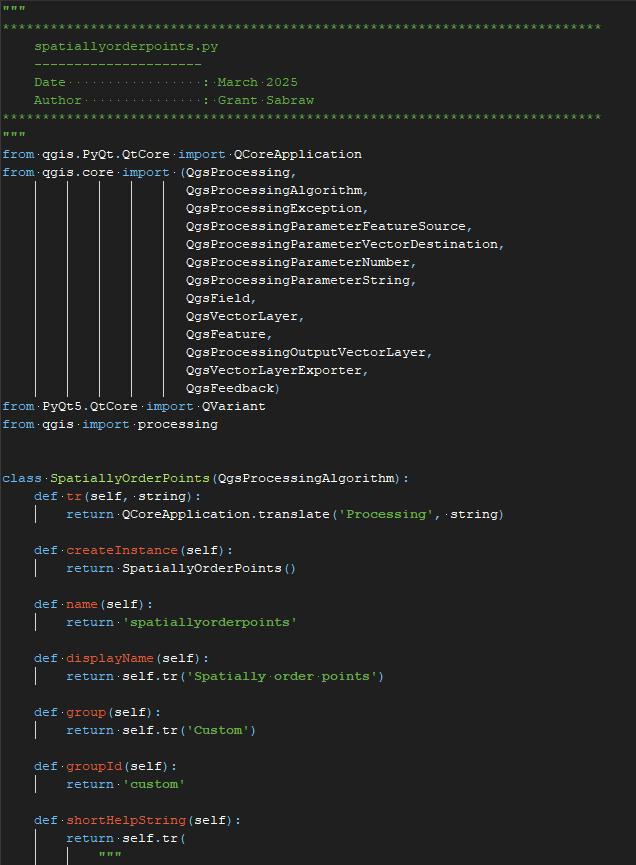 """
***************************************************************************
    spatiallyorderpoints.py
    ---------------------
    Date                 : March 2025
    Author               : Grant Sabraw
***************************************************************************
"""
from qgis.PyQt.QtCore import QCoreApplication
from qgis.core import (QgsProcessing,
                       QgsProcessingAlgorithm,
                       QgsProcessingException,
                       QgsProcessingParameterFeatureSource,
                       QgsProcessingParameterVectorDestination,
                       QgsProcessingParameterNumber,
                       QgsProcessingParameterString,
                       QgsField,
                       QgsVectorLayer,
                       QgsFeature,
                       QgsProcessingOutputVectorLayer,
                       QgsVectorLayerExporter,
                       QgsFeedback)
from PyQt5.QtCore import QVariant
from qgis import processing


class SpatiallyOrderPoints(QgsProcessingAlgorithm):
    def tr(self, string):
        return QCoreApplication.translate('Processing', string)

    def createInstance(self):
        return SpatiallyOrderPoints()

    def name(self):
        return 'spatiallyorderpoints'

    def displayName(self):
        return self.tr('Spatially order points')

    def group(self):
        return self.tr('Custom')

    def groupId(self):
        return 'custom'

    def shortHelpString(self):
        return self.tr(
            """